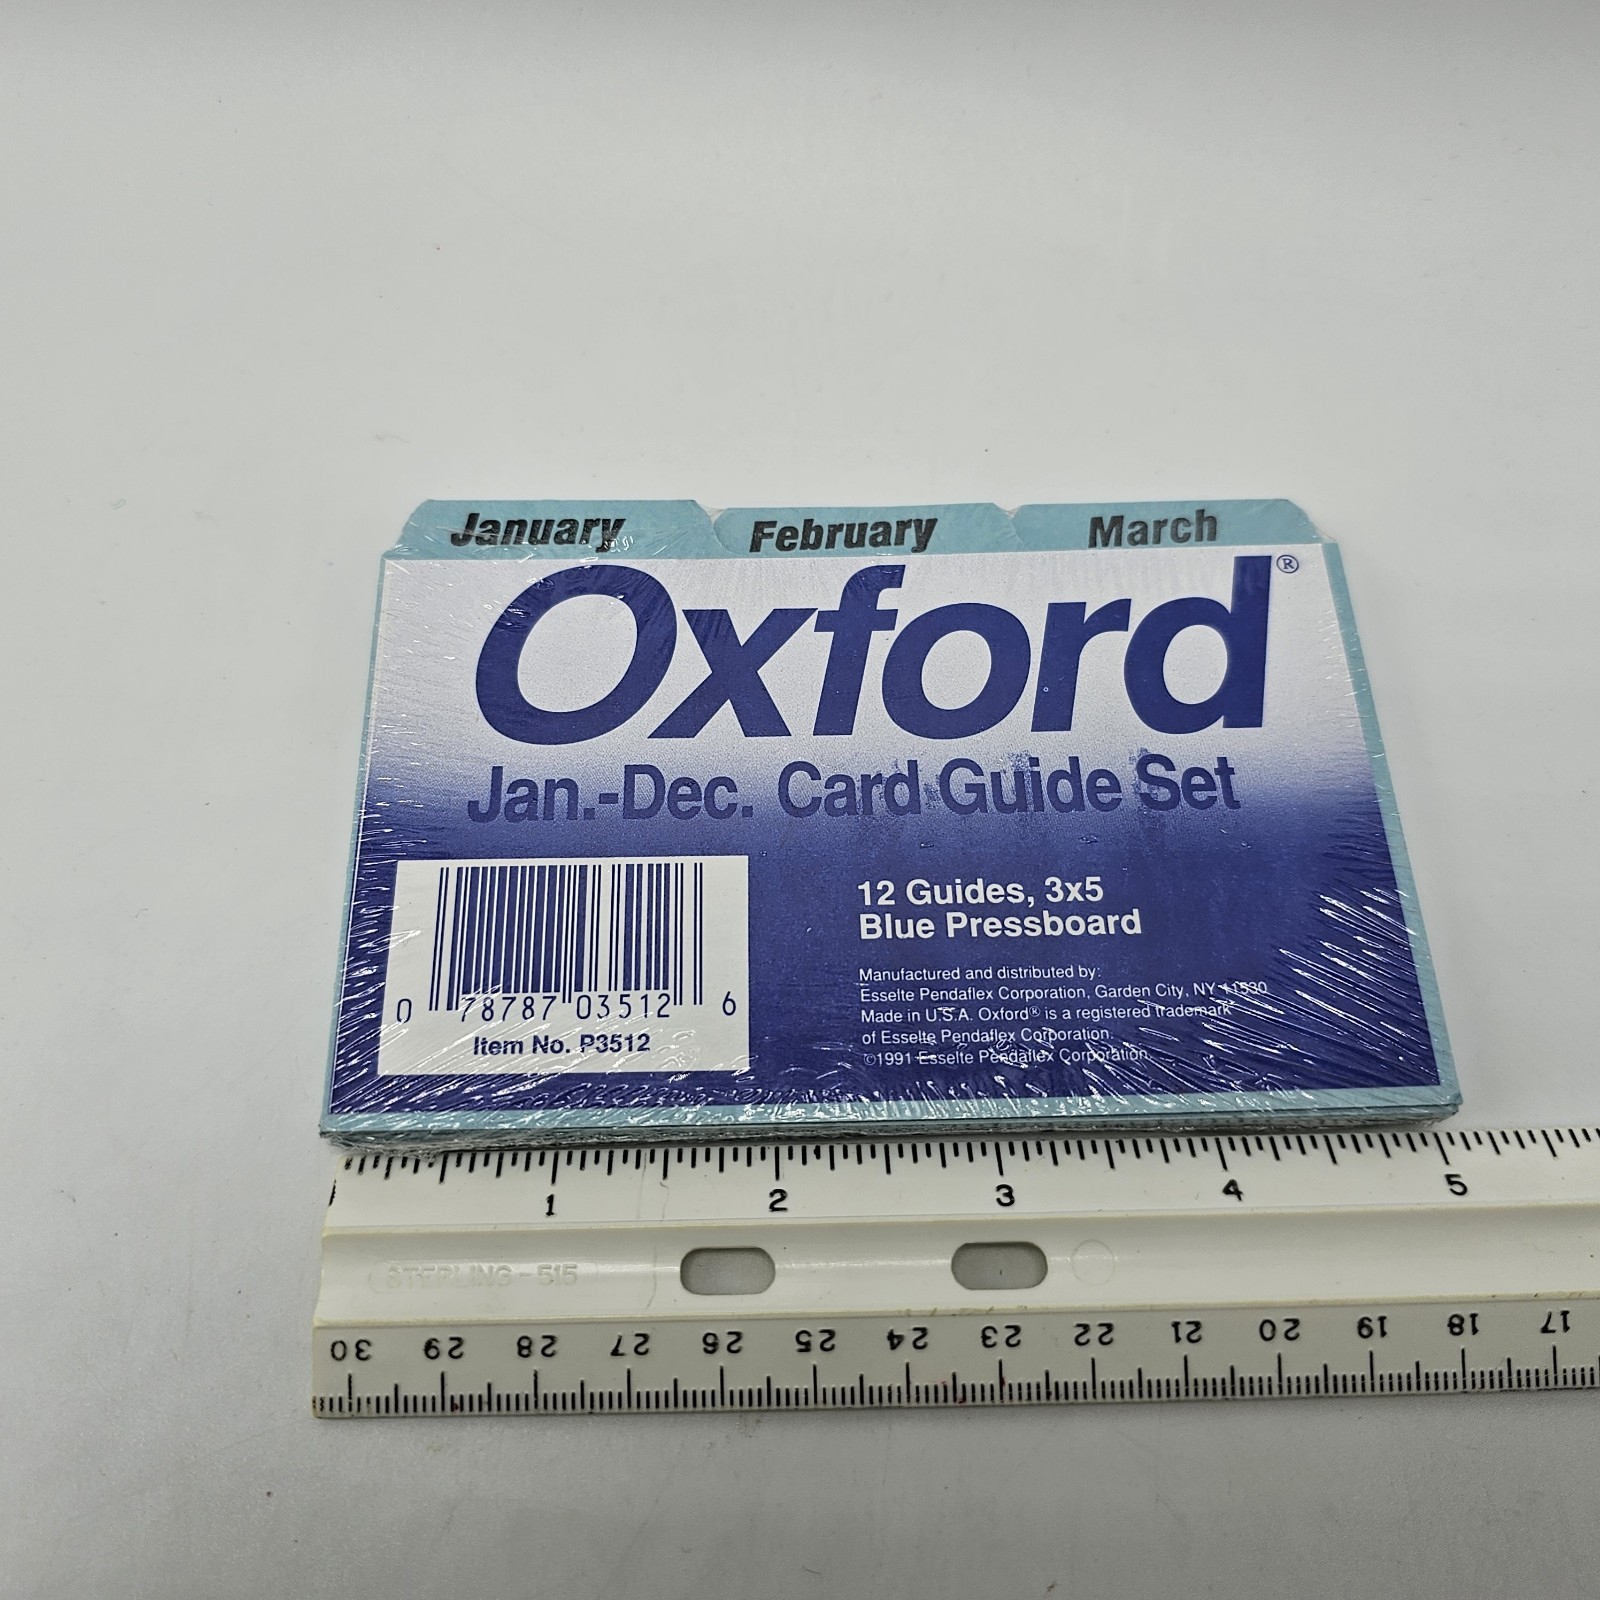 January February March
Oxford®
Jan.-Dec. Card Guide Set
12 Guides, 3x5
Blue Pressboard
Manufactured and distributed by:
Esselte Pendaflex Corporation, Garden City, NY 11530
Made in U.S.A. Oxford® is a registered trademark
of Esselte Pendaflex Corporation.
©1991 Esselte Pendaflex Corporation.
0 78787 03512 6
Item No. P3512
1 2 3 4 5
STERLING - 515
30 29 28 27 26 25 24 23 22 21 20 19 18 17